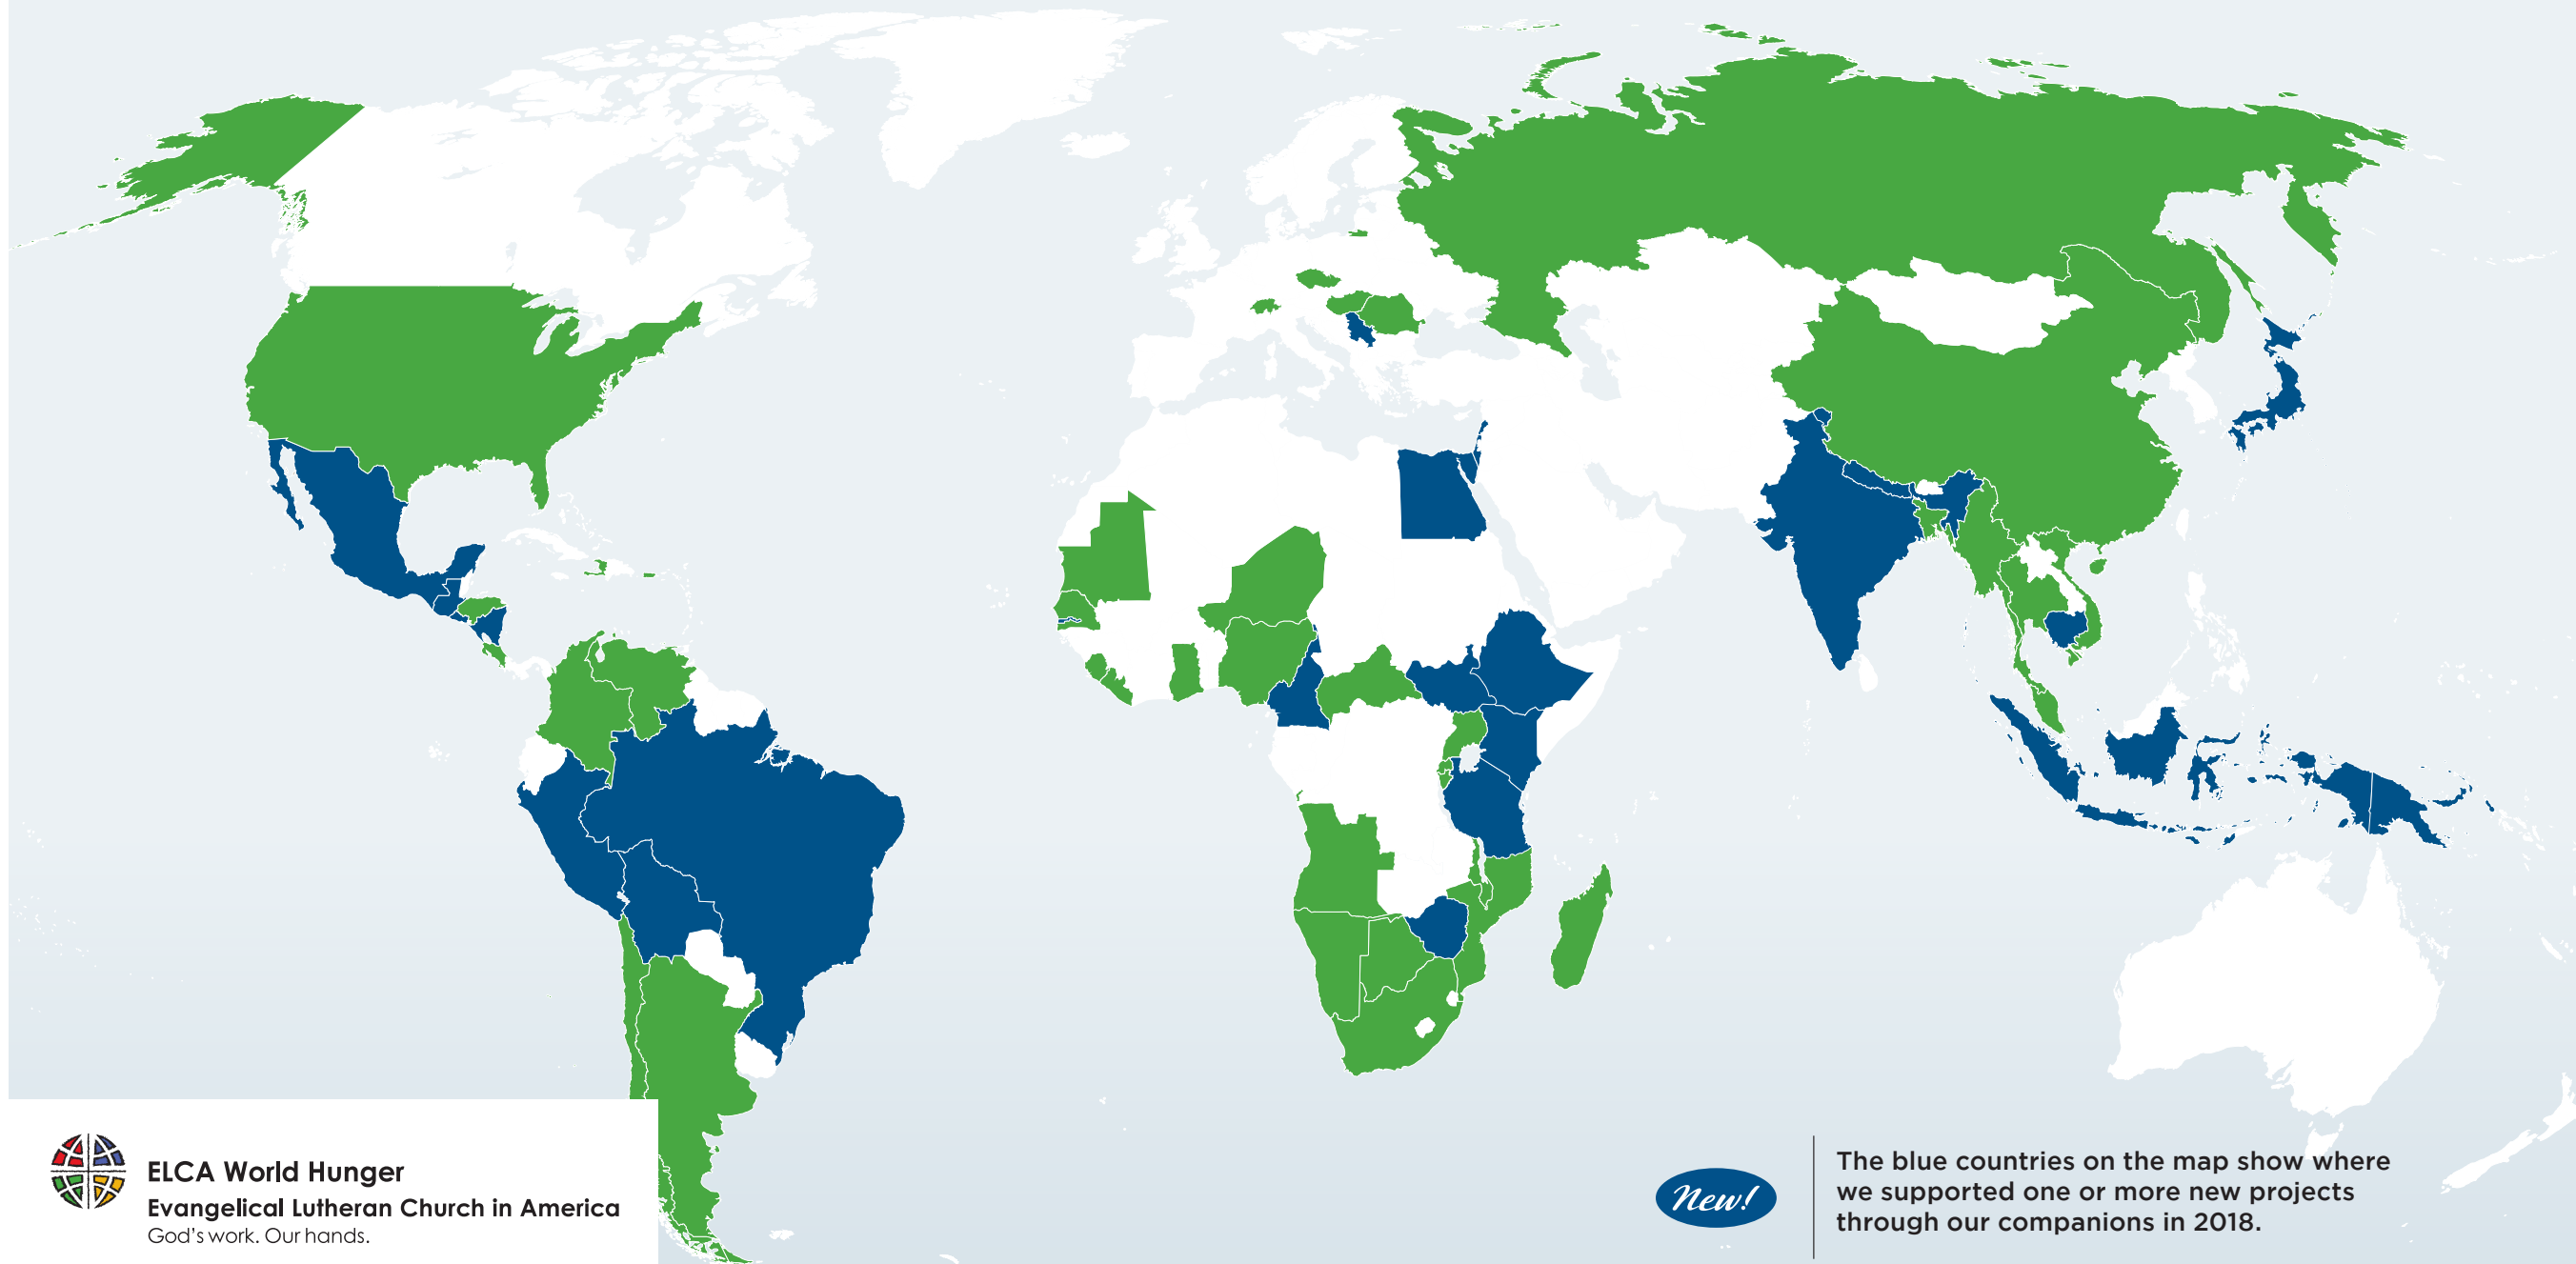 ELCA World Hunger
Evangelical Lutheran Church in America
God's work. Our hands.
New!
The blue countries on the map show where
we supported one or more new projects
through our companions in 2018.